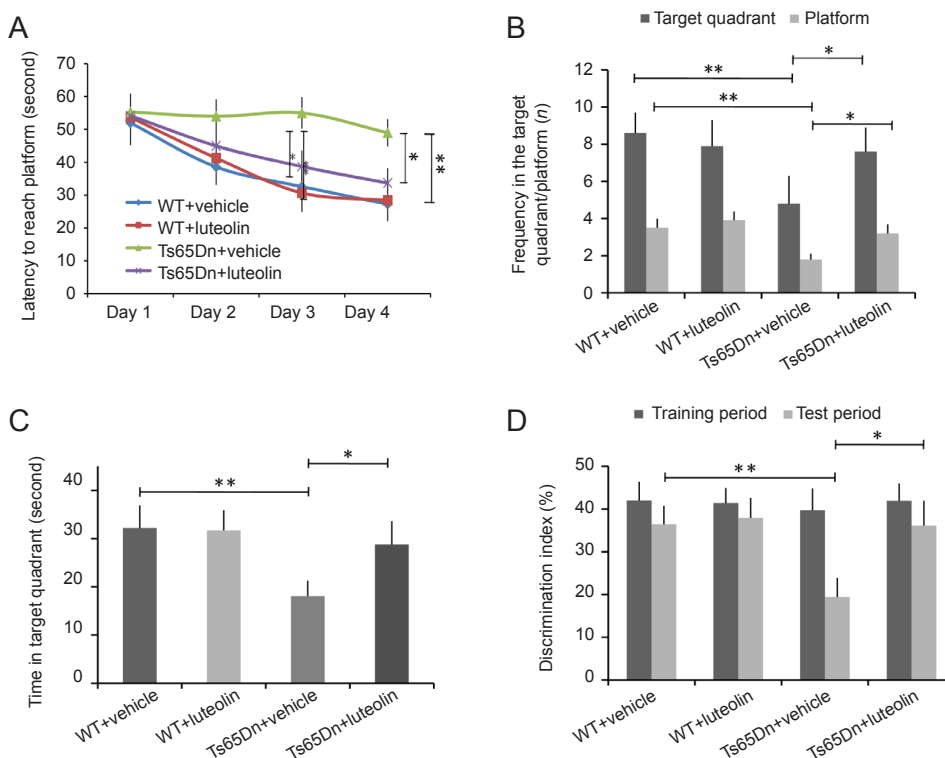 A
Latency to reach platform (second)
70
60
50
40
30
20
10
0
Day 1 Day 2 Day 3 Day 4
WT+vehicle
WT+luteolin
Ts65Dn+vehicle
Ts65Dn+luteolin
*
**
*
**
B
Target quadrant Platform
Frequency in the target
quadrant/platform (n)
12
10
8
6
4
2
0
**
**
*
*
WT+vehicle
WT+luteolin
Ts65Dn+vehicle
Ts65Dn+luteolin
C
Time in target quadrant (second)
40
30
20
30
0
**
*
WT+vehicle
WT+luteolin
Ts65Dn+vehicle
Ts65Dn+luteolin
D
Training period Test period
Discrimination index (%)
50
40
30
20
10
0
**
*
WT+vehicle
WT+luteolin
Ts65Dn+vehicle
Ts65Dn+luteolin